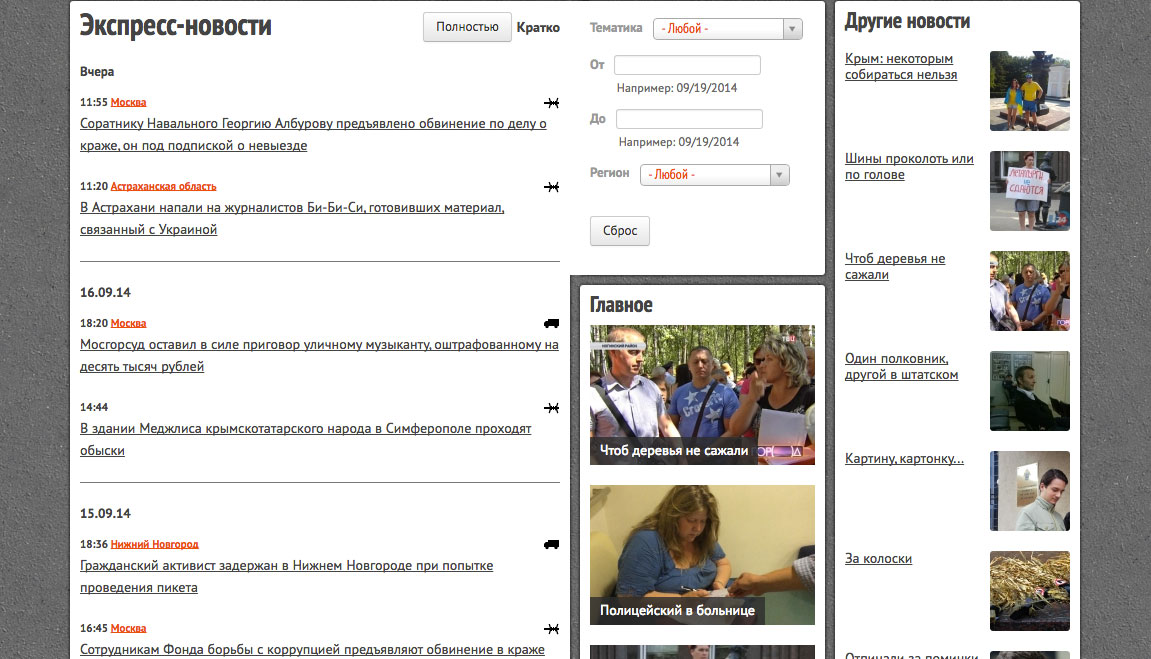 Экспресс-новости
Полностью
Кратко
Вчера
11:55 Москва
Соратнику Навального Георгию Албурову предъявлено обвинение по делу о
краже, он под подпиской о невыезде
11:20 Астраханская область
В Астрахани напали на журналистов Би-Би-Си, готовивших материал,
связанный с Украиной
16.09.14
18:20 Москва
Мосгорсуд оставил в силе приговор уличному музыканту, оштрафованному на
десять тысяч рублей
14:44
В здании Меджлиса крымскотатарского народа в Симферополе проходят
обыски
15.09.14
18:36 Нижний Новгород
Гражданский активист задержан в Нижнем Новгороде при попытке
проведения пикета
16:45 Москва
Сотрудникам Фонда борьбы с коррупцией предъявляют обвинение в краже
Тематика
- Любой -
От
Например: 09/19/2014
До
Например: 09/19/2014
Регион
- Любой -
Сброс
Главное
ТВЦ
Чтоб деревья не сажали
Полицейский в больнице
Другие новости
Крым: некоторым
собираться нельзя
Шины проколоть или
по голове
Чтоб деревья не
сажали
Один полковник,
другой в штатском
Картину, картонку...
За колоски
Отпинали за поминки